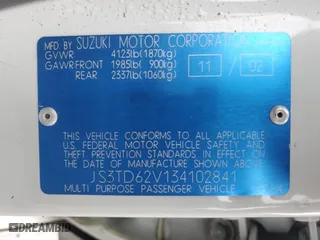 MFD BY SUZUKI MOTOR CORPORATION
GVWR 4123lb(1870kg)
GAWRFRONT 1985lb( 900kg) 11 / 02
REAR 2337lb(1060kg)
THIS VEHICLE CONFORMS TO ALL APPLICABLE
U.S.FEDERAL MOTOR VEHICLE SAFETY AND
THEFT PREVENTION STANDARDS IN EFFECT ON
THE DATE OF MANUFACTURE SHOWN ABOVE.
JS3TD62V134102841
MULTI PURPOSE PASSENGER VEHICLE
DREAMBID